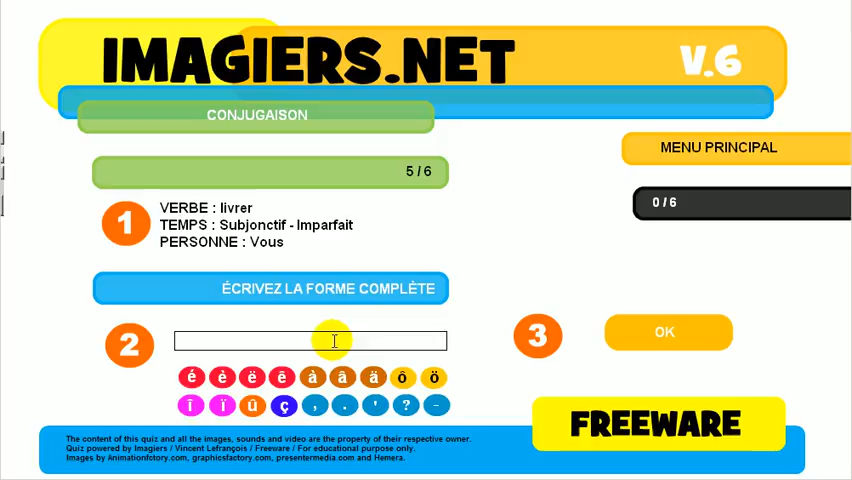 IMAGIERS.NET
V.6
CONJUGAISON
MENU PRINCIPAL
5 / 6
0 / 6
1
VERBE : livrer
TEMPS : Subjonctif - Imparfait
PERSONNE : Vous
ÉCRIVEZ LA FORME COMPLÈTE
2
3
OK
é è ë ê à â ä ô ö
î ï û ç , . ' ? -
FREEWARE
The content of this quiz and all the images, sounds and video are the property of their respective owner.
Quiz powered by Imagiers / Vincent Lefrançois / Freeware / For educational purpose only.
Images by Animationfctory.com, graphicsfactory.com, presentermedia.com and Hemera.